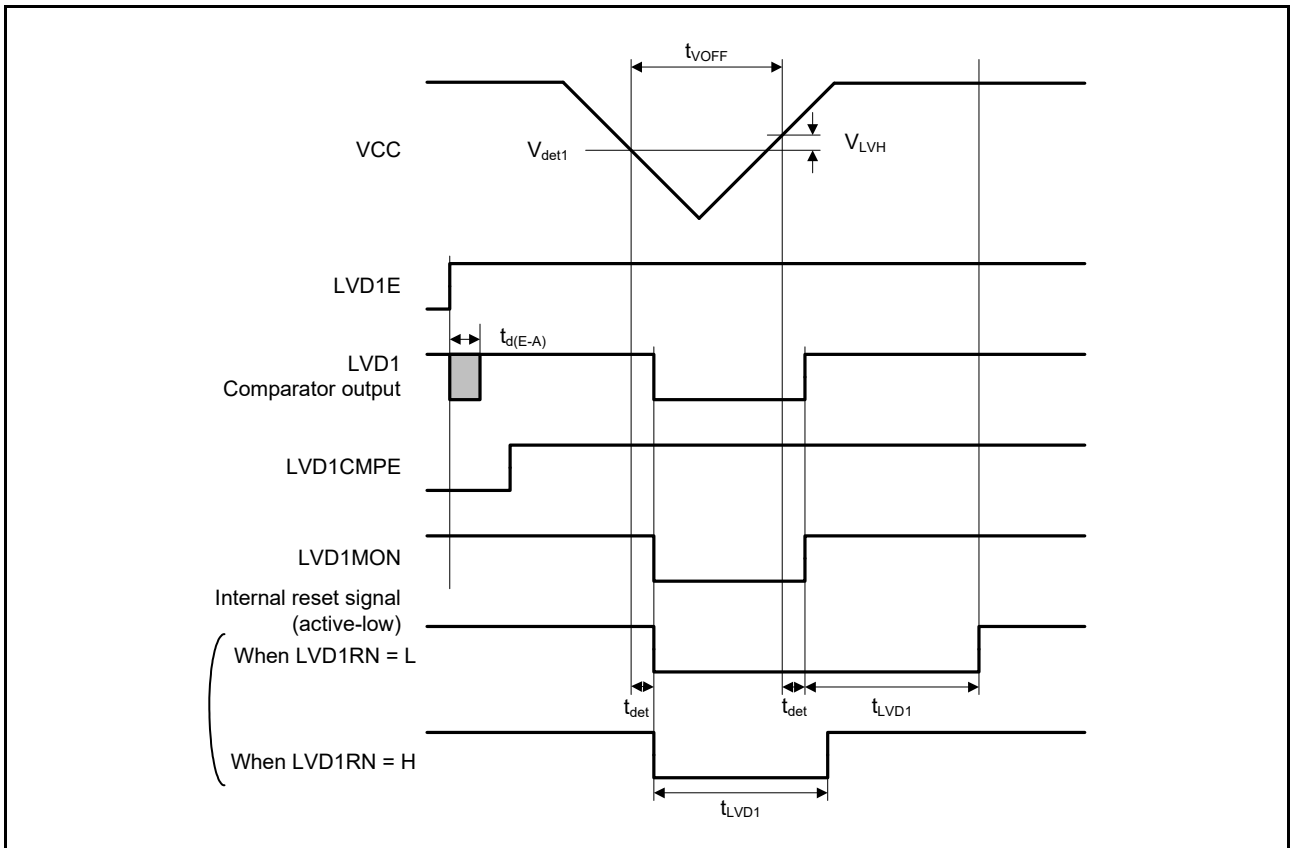 tVOFF
VCC
Vdet1
VLVH
LVD1E
td(E-A)
LVD1
Comparator output
LVD1CMPE
LVD1MON
Internal reset signal
(active-low)
When LVD1RN = L
tdet
tdet
tLVD1
When LVD1RN = H
tLVD1